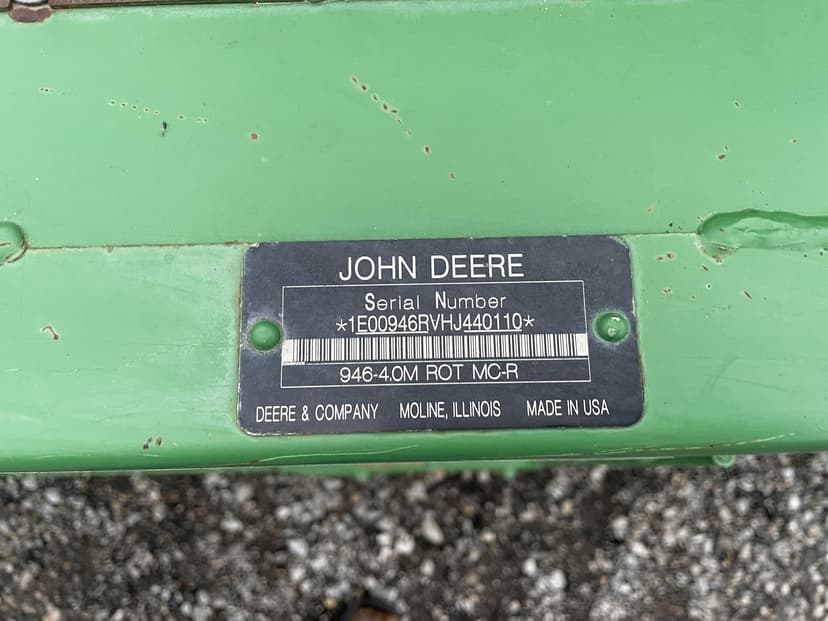 JOHN DEERE
Serial Number
*1E00946RVHJ440110*
946-4.0M ROT MC-R
DEERE & COMPANY MOLINE, ILLINOIS MADE IN USA